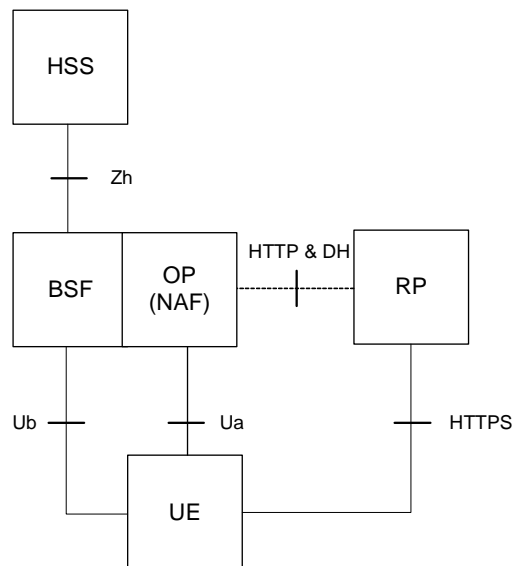 HSS
Zh
HTTP & DH
BSF
OP
(NAF)
RP
Ub
Ua
HTTPS
UE